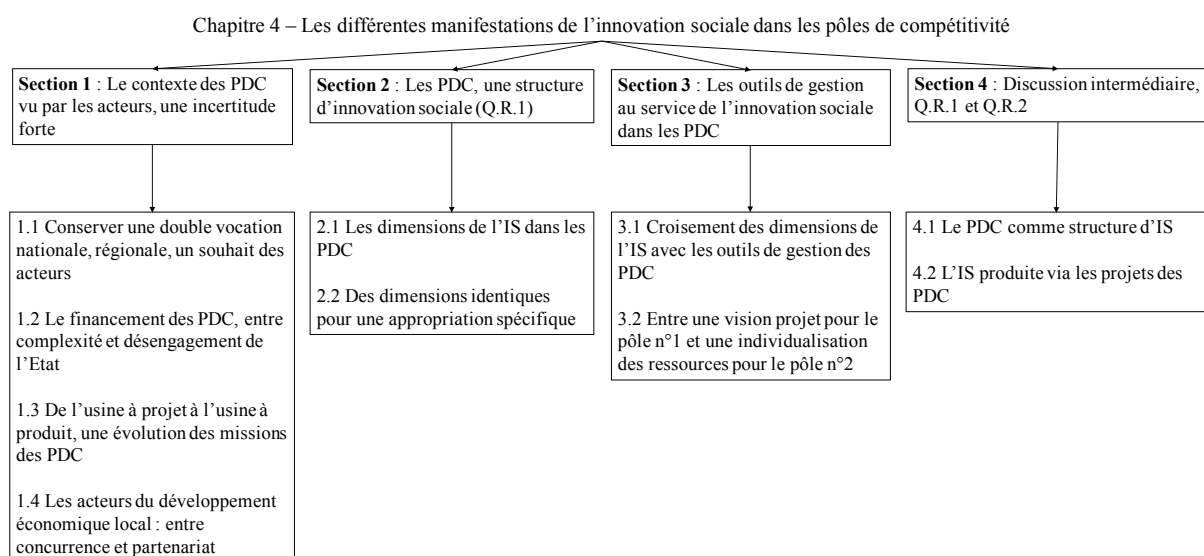 Chapitre 4 – Les différentes manifestations de l'innovation sociale dans les pôles de compétitivité
Section 1 : Le contexte des PDC
vu par les acteurs, une incertitude
forte
Section 2 : Les PDC, une structure
d'innovation sociale (Q.R.1)
Section 3 : Les outils de gestion
au service de l'innovation sociale
dans les PDC
Section 4 : Discussion intermédiaire,
Q.R.1 et Q.R.2
1.1 Conserver une double vocation
nationale, régionale, un souhait des
acteurs
1.2 Le financement des PDC, entre
complexité et désengagement de
l'Etat
1.3 De l'usine à projet à l'usine à
produit, une évolution des missions
des PDC
1.4 Les acteurs du développement
économique local : entre
concurrence et partenariat
2.1 Les dimensions de l'IS dans les
PDC
2.2 Des dimensions identiques
pour une appropriation spécifique
3.1 Croisement des dimensions de
l'IS avec les outils de gestion des
PDC
3.2 Entre une vision projet pour le
pôle n°1 et une individualisation
des ressources pour le pôle n°2
4.1 Le PDC comme structure d'IS
4.2 L'IS produite via les projets des
PDC